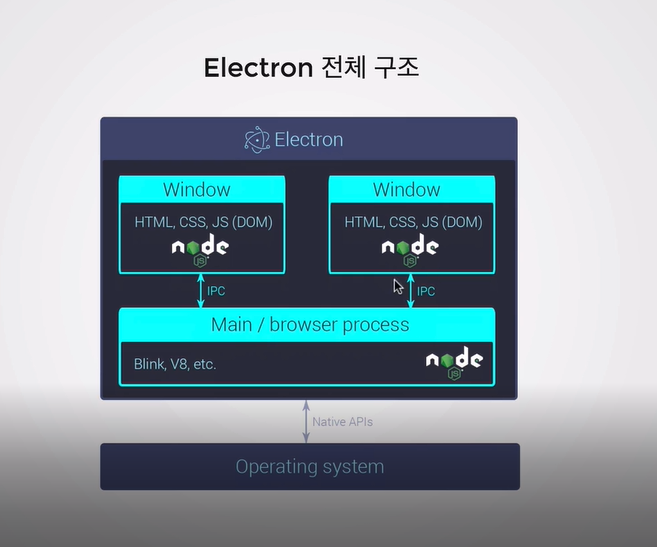 Electron 전체 구조
Electron
Window
Window
HTML, CSS, JS (DOM)
HTML, CSS, JS (DOM)
node
JS
node
JS
IPC
IPC
Main / browser process
Blink, V8, etc.
node
JS
Native APIs
Operating system